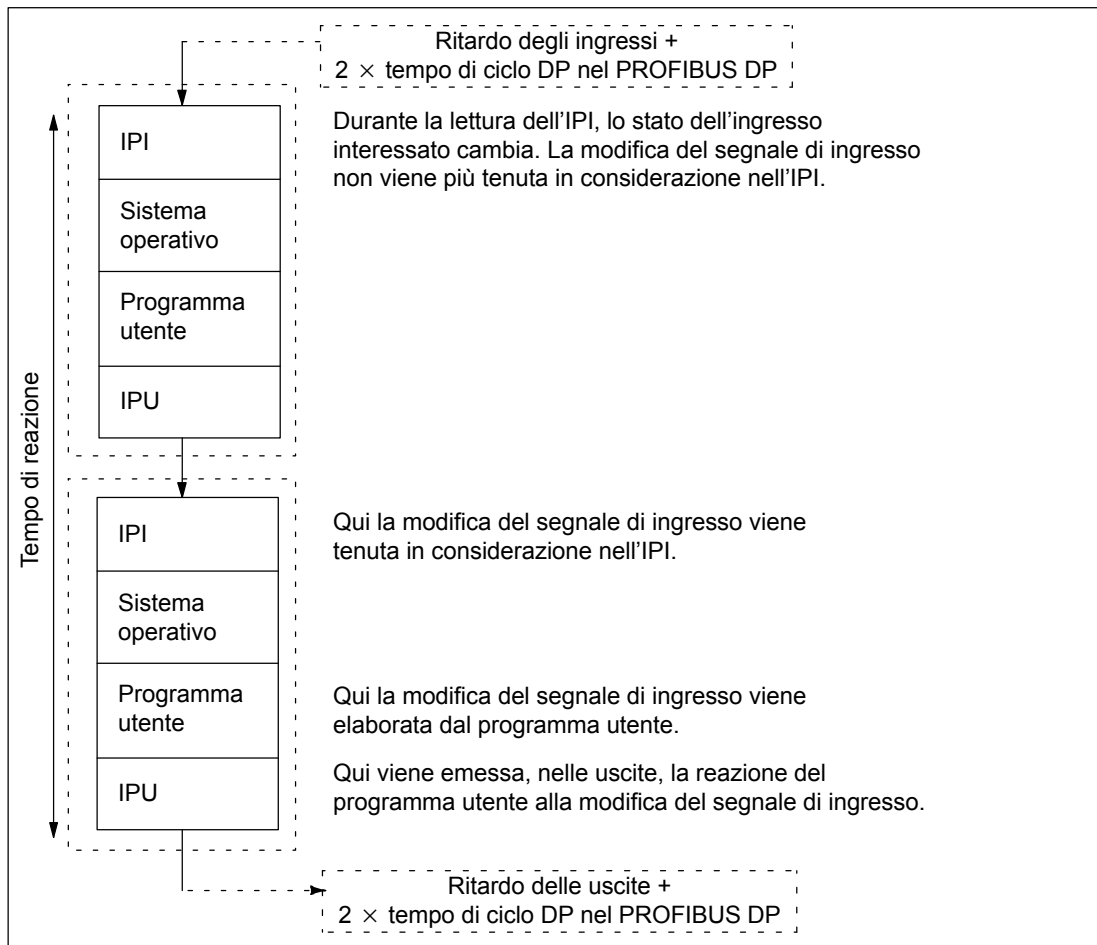 Ritardo degli ingressi +
2 × tempo di ciclo DP nel PROFIBUS DP
Tempo di reazione
IPI
Durante la lettura dell’IPI, lo stato dell’ingresso
interessato cambia. La modifica del segnale di ingresso
non viene più tenuta in considerazione nell’IPI.
Sistema
operativo
Programma
utente
IPU
IPI
Qui la modifica del segnale di ingresso viene
tenuta in considerazione nell’IPI.
Sistema
operativo
Programma
utente
Qui la modifica del segnale di ingresso viene
elaborata dal programma utente.
IPU
Qui viene emessa, nelle uscite, la reazione del
programma utente alla modifica del segnale di ingresso.
Ritardo delle uscite +
2 × tempo di ciclo DP nel PROFIBUS DP